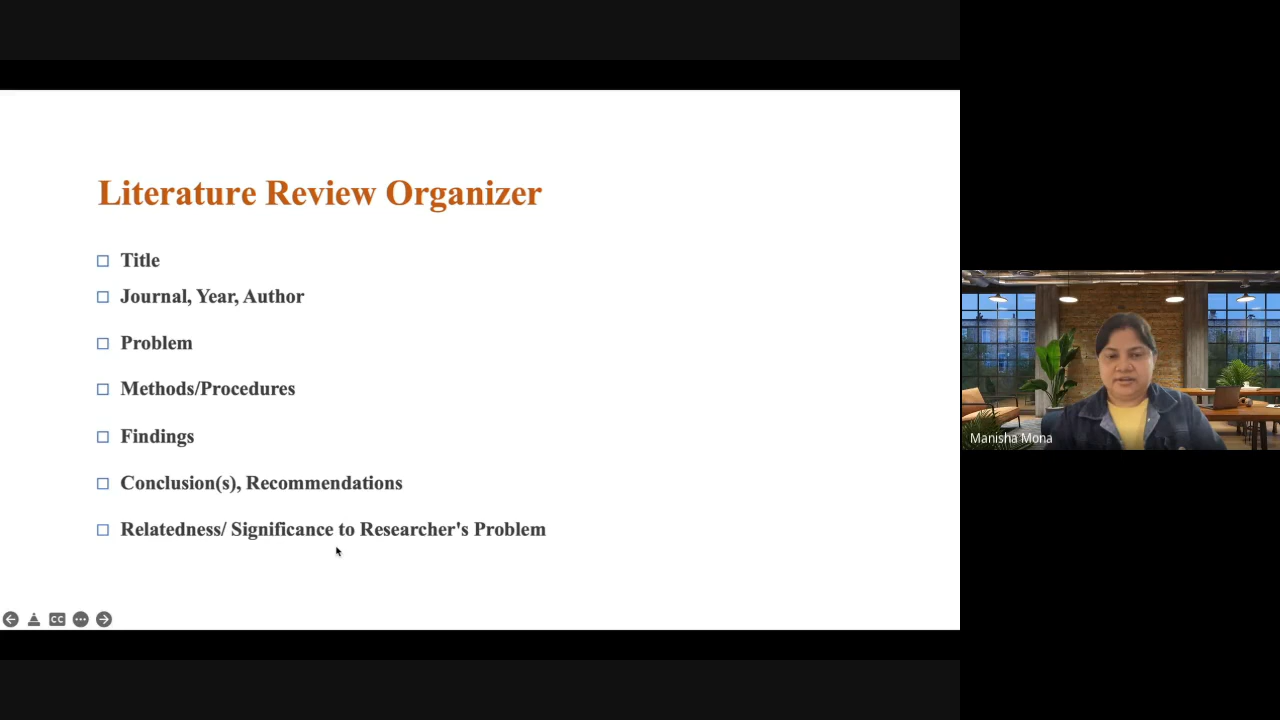 Literature Review Organizer
Title
Journal, Year, Author
Problem
Methods/Procedures
Findings
Conclusion(s), Recommendations
Relatedness/ Significance to Researcher's Problem
Manisha Mona
CC